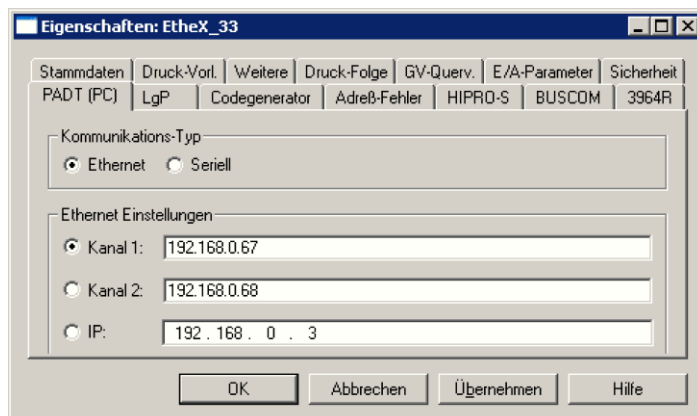 Eigenschaften: EtheX_33
Stammdaten Druck-Vorl. Weitere Druck-Folge GV-Querv. E/A-Parameter Sicherheit
PADT (PC) LgP Codegenerator Adreß-Fehler HIPRO-S BUSCOM 3964R
Kommunikations-Typ
Ethernet Seriell
Ethernet Einstellungen
Kanal 1: 192.168.0.67
Kanal 2: 192.168.0.68
IP: 192 . 168 . 0 . 3
OK Abbrechen Übernehmen Hilfe